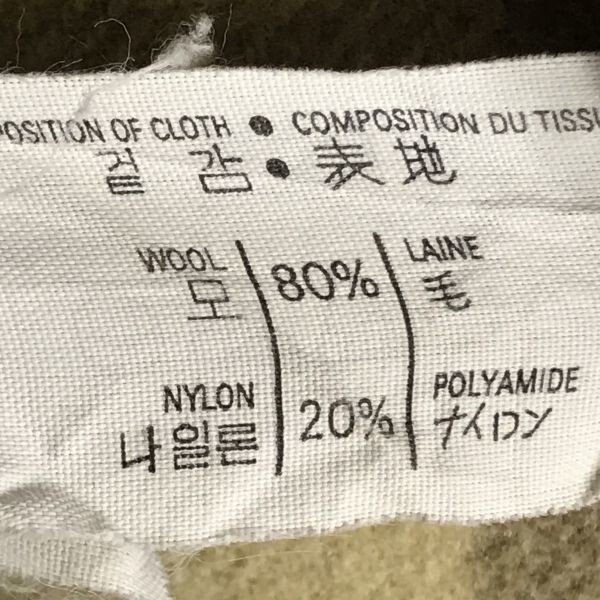 POSITION OF CLOTH ● COMPOSITION DU TISSU
겉 감 • 表 地
WOOL 80% LAINE
모 毛
NYLON 20% POLYAMIDE
나일론 ナイロン